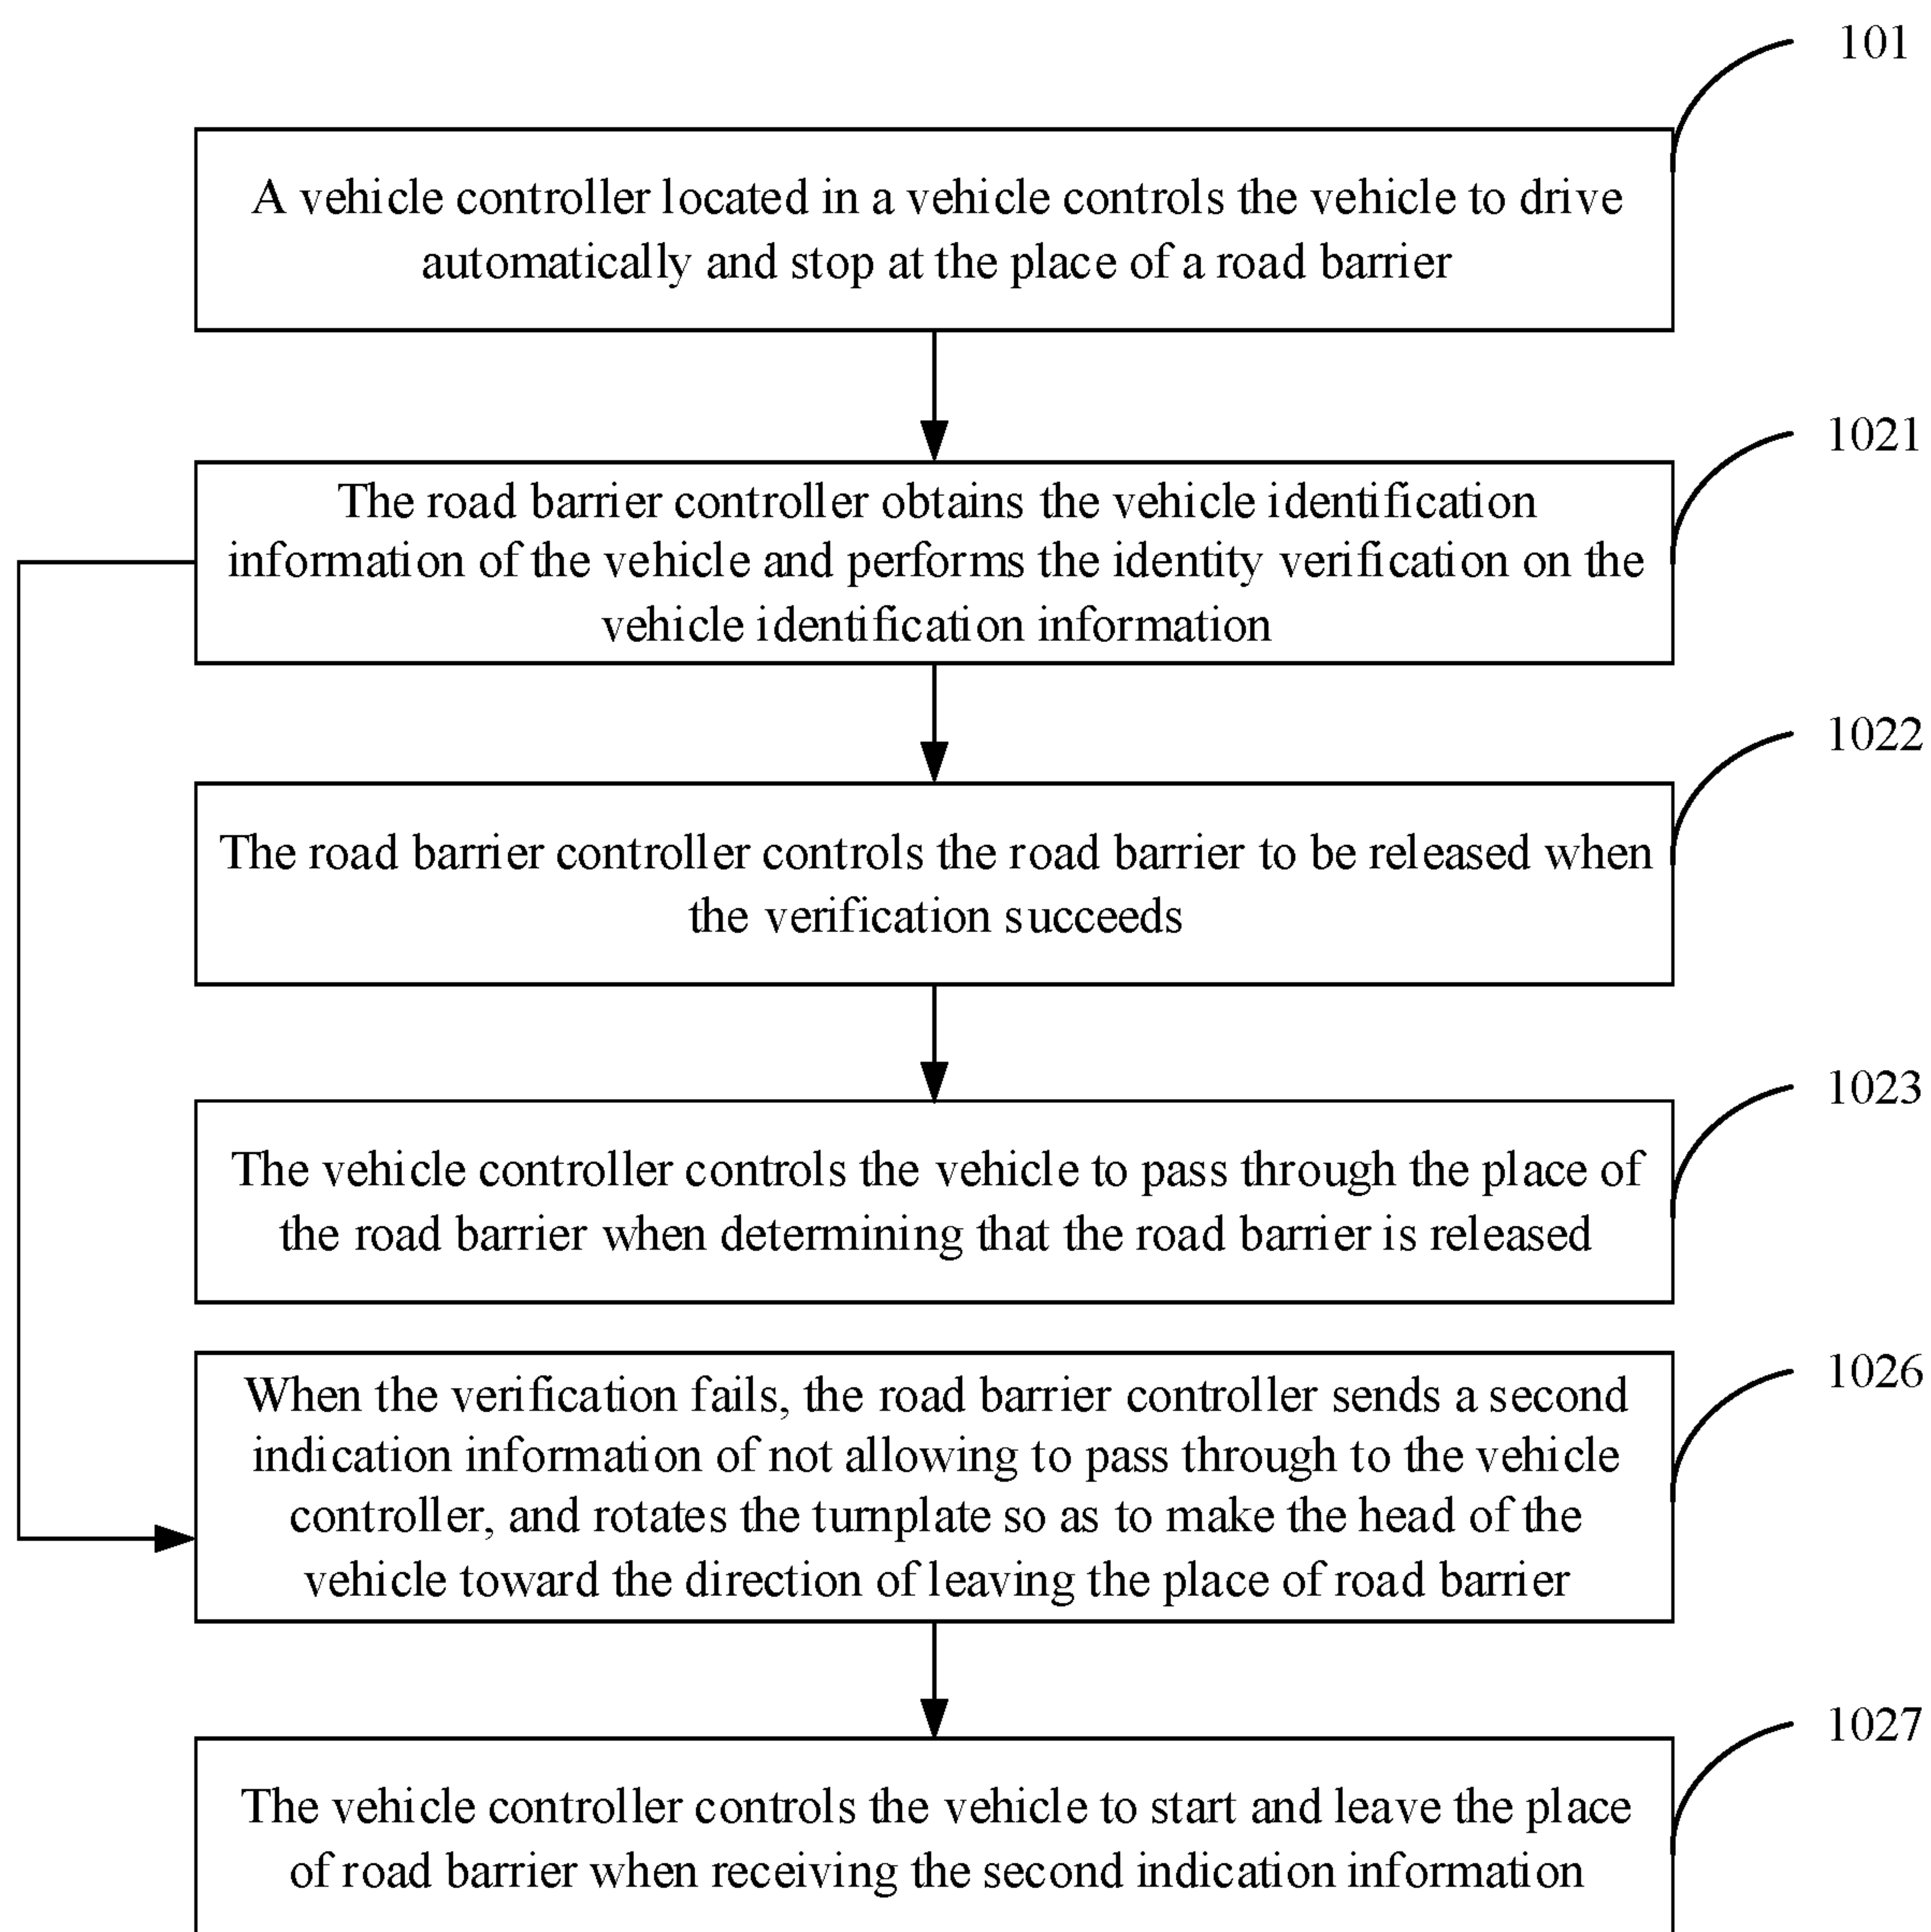 101
A vehicle controller located in a vehicle controls the vehicle to drive
automatically and stop at the place of a road barrier
1021
The road barrier controller obtains the vehicle identification
information of the vehicle and performs the identity verification on the
vehicle identification information
1022
The road barrier controller controls the road barrier to be released when
the verification succeeds
1023
The vehicle controller controls the vehicle to pass through the place of
the road barrier when determining that the road barrier is released
1026
When the verification fails, the road barrier controller sends a second
indication information of not allowing to pass through to the vehicle
controller, and rotates the turnplate so as to make the head of the
vehicle toward the direction of leaving the place of road barrier
1027
The vehicle controller controls the vehicle to start and leave the place
of road barrier when receiving the second indication information